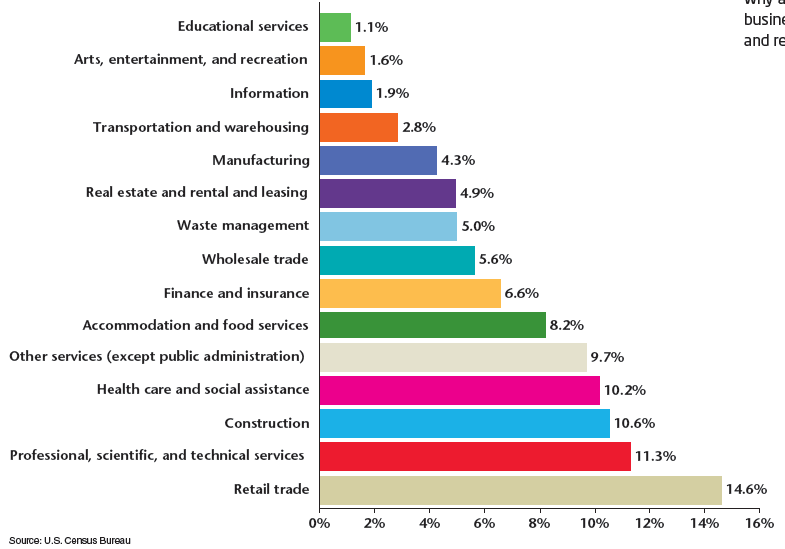 why a
busine
and re
Educational services 1.1%
Arts, entertainment, and recreation 1.6%
Information 1.9%
Transportation and warehousing 2.8%
Manufacturing 4.3%
Real estate and rental and leasing 4.9%
Waste management 5.0%
Wholesale trade 5.6%
Finance and insurance 6.6%
Accommodation and food services 8.2%
Other services (except public administration) 9.7%
Health care and social assistance 10.2%
Construction 10.6%
Professional, scientific, and technical services 11.3%
Retail trade 14.6%
0% 2% 4% 6% 8% 10% 12% 14% 16%
Source: U.S. Census Bureau